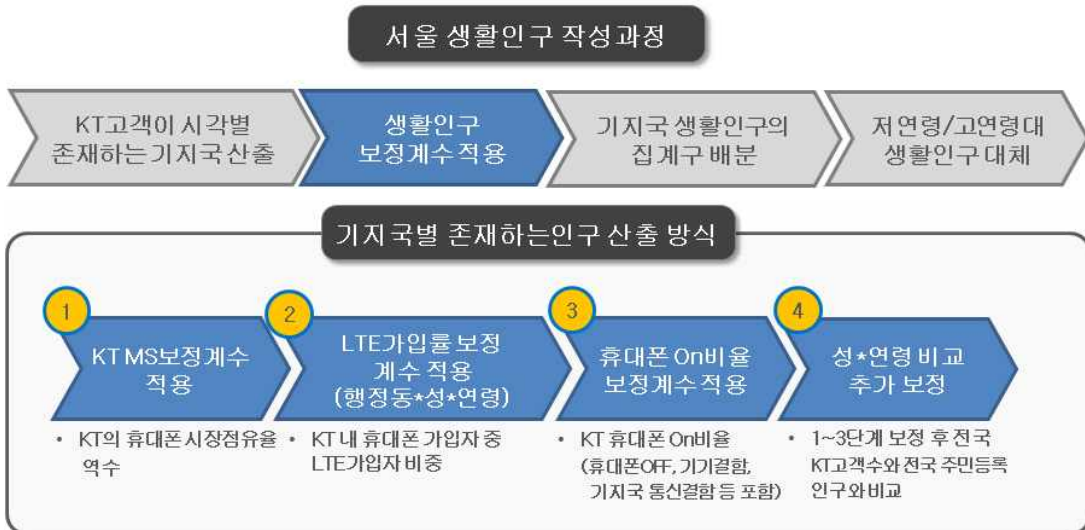 서울 생활인구 작성과정
KT고객이 시각별
존재하는 기지국 산출
생활인구
보정계수 적용
기지국 생활인구의
집계구 배분
저연령/고연령대
생활인구 대체
기지국별 존재하는인구 산출 방식
1
KT MS보정계수
적용
• KT의 휴대폰 시장점유율
역수
2
LTE가입률 보정
계수 적용
(행정동*성*연령)
• KT 내 휴대폰 가입자 중
LTE가입자 비중
3
휴대폰 On비율
보정계수 적용
• KT 휴대폰 On비율
(휴대폰OFF, 기기결함,
기지국 통신결함 등 포함)
4
성*연령 비교
추가 보정
• 1~3단계 보정 후 전국
KT고객수와 전국 주민등록
인구와 비교